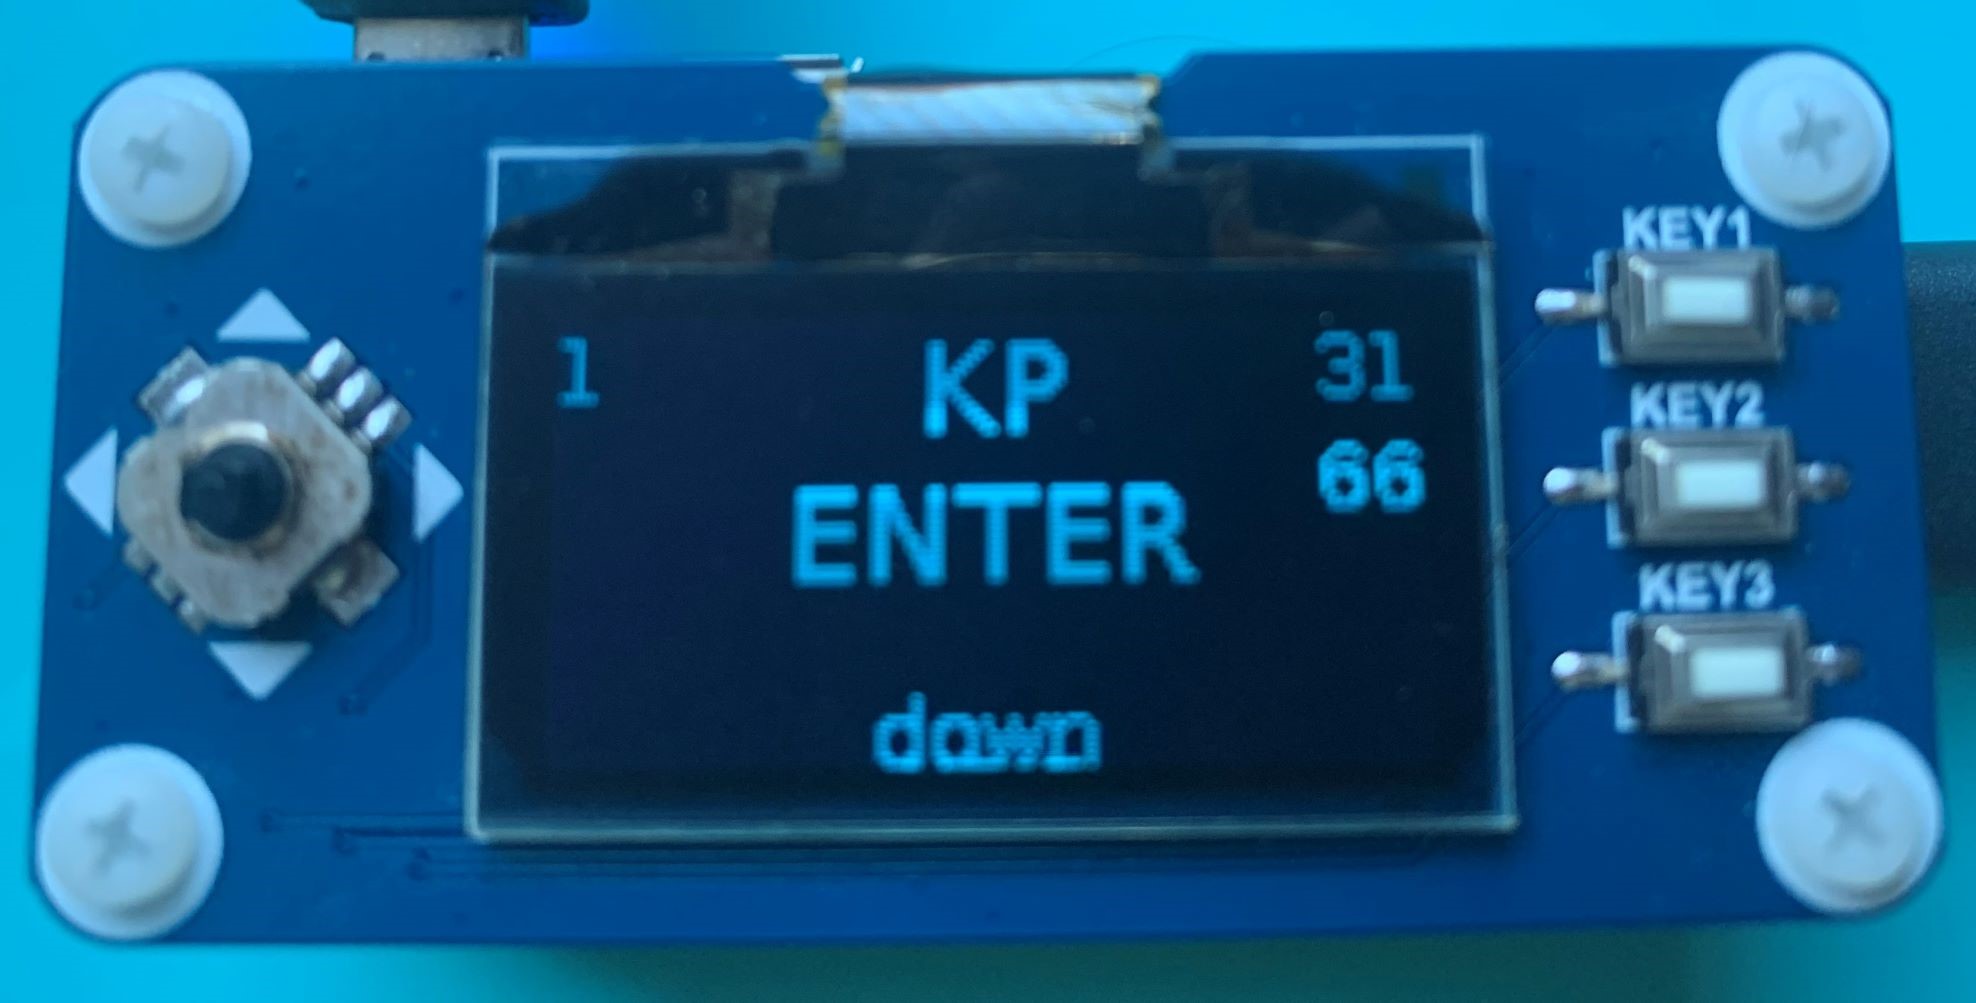 1 KP 31
66
ENTER
down
KEY1
KEY2
KEY3